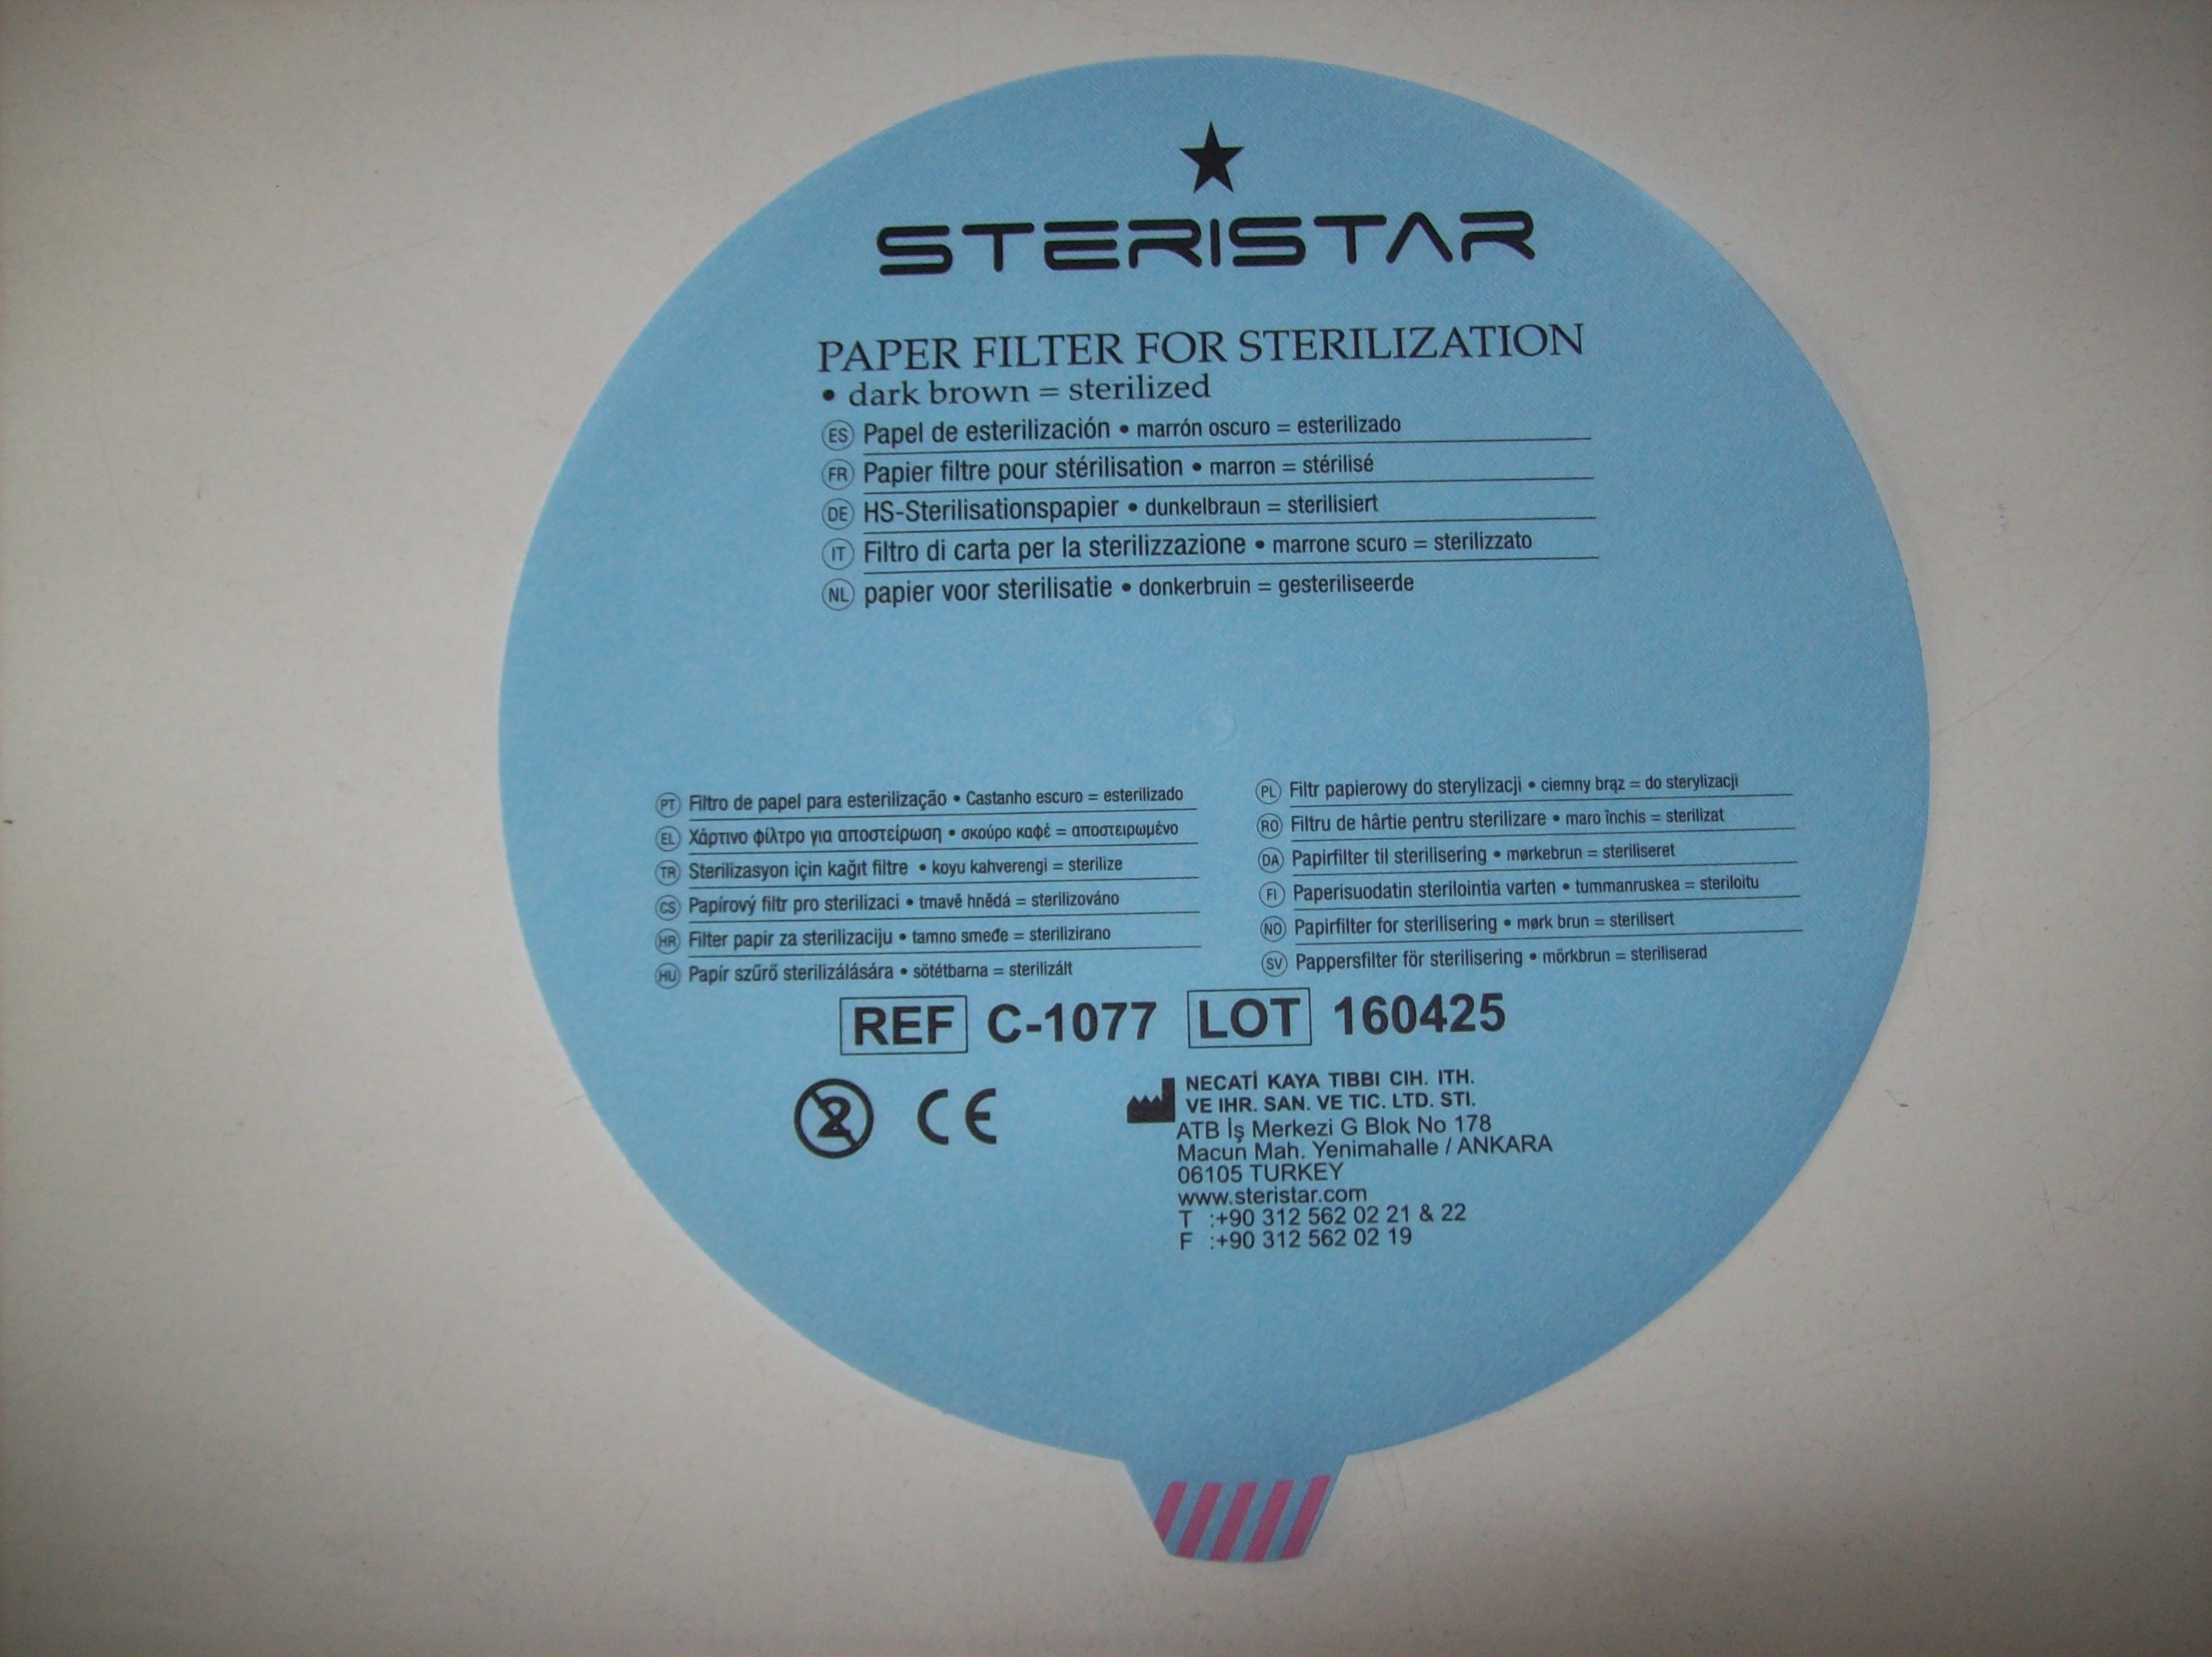 STERISTAR
PAPER FILTER FOR STERILIZATION
• dark brown = sterilized
ES Papel de esterilización • marrón oscuro = esterilizado
FR Papier filtre pour stérilisation • marron = stérilisé
DE HS-Sterilisationspapier • dunkelbraun = sterilisiert
IT Filtro di carta per la sterilizzazione • marrone scuro = sterilizzato
NL papier voor sterilisatie • donkerbruin = gesteriliseerde
PT Filtro de papel para esterilização • Castanho escuro = esterilizado
EL Χάρτινο φίλτρο για αποστείρωση • σκούρο καφέ = αποστειρωμένο
TR Sterilizasyon için kağıt filtre • koyu kahverengi = sterilize
CS Papírový filtr pro sterilizaci • tmavě hnědá = sterilizováno
HR Filter papir za sterilizaciju • tamno smeđe = sterilizirano
HU Papír szűrő sterilizálására • sötétbarna = sterilizált
PL Filtr papierowy do sterylizacji • ciemny brąz = do sterylizacji
RO Filtru de hârtie pentru sterilizare • maro închis = sterilizat
DA Papirfilter til sterilisering • mørkebrun = steriliseret
FI Paperisuodatin sterilointia varten • tummanruskea = steriloitu
NO Papirfilter for sterilisering • mørk brun = sterilisert
SV Pappersfilter för sterilisering • mörkbrun = steriliserad
REF C-1077 LOT 160425
2 CE
NECATİ KAYA TIBBI CIH. ITH.
VE IHR. SAN. VE TIC. LTD. STI.
ATB İş Merkezi G Blok No 178
Macun Mah. Yenimahalle / ANKARA
06105 TURKEY
www.steristar.com
T :+90 312 562 02 21 & 22
F :+90 312 562 02 19